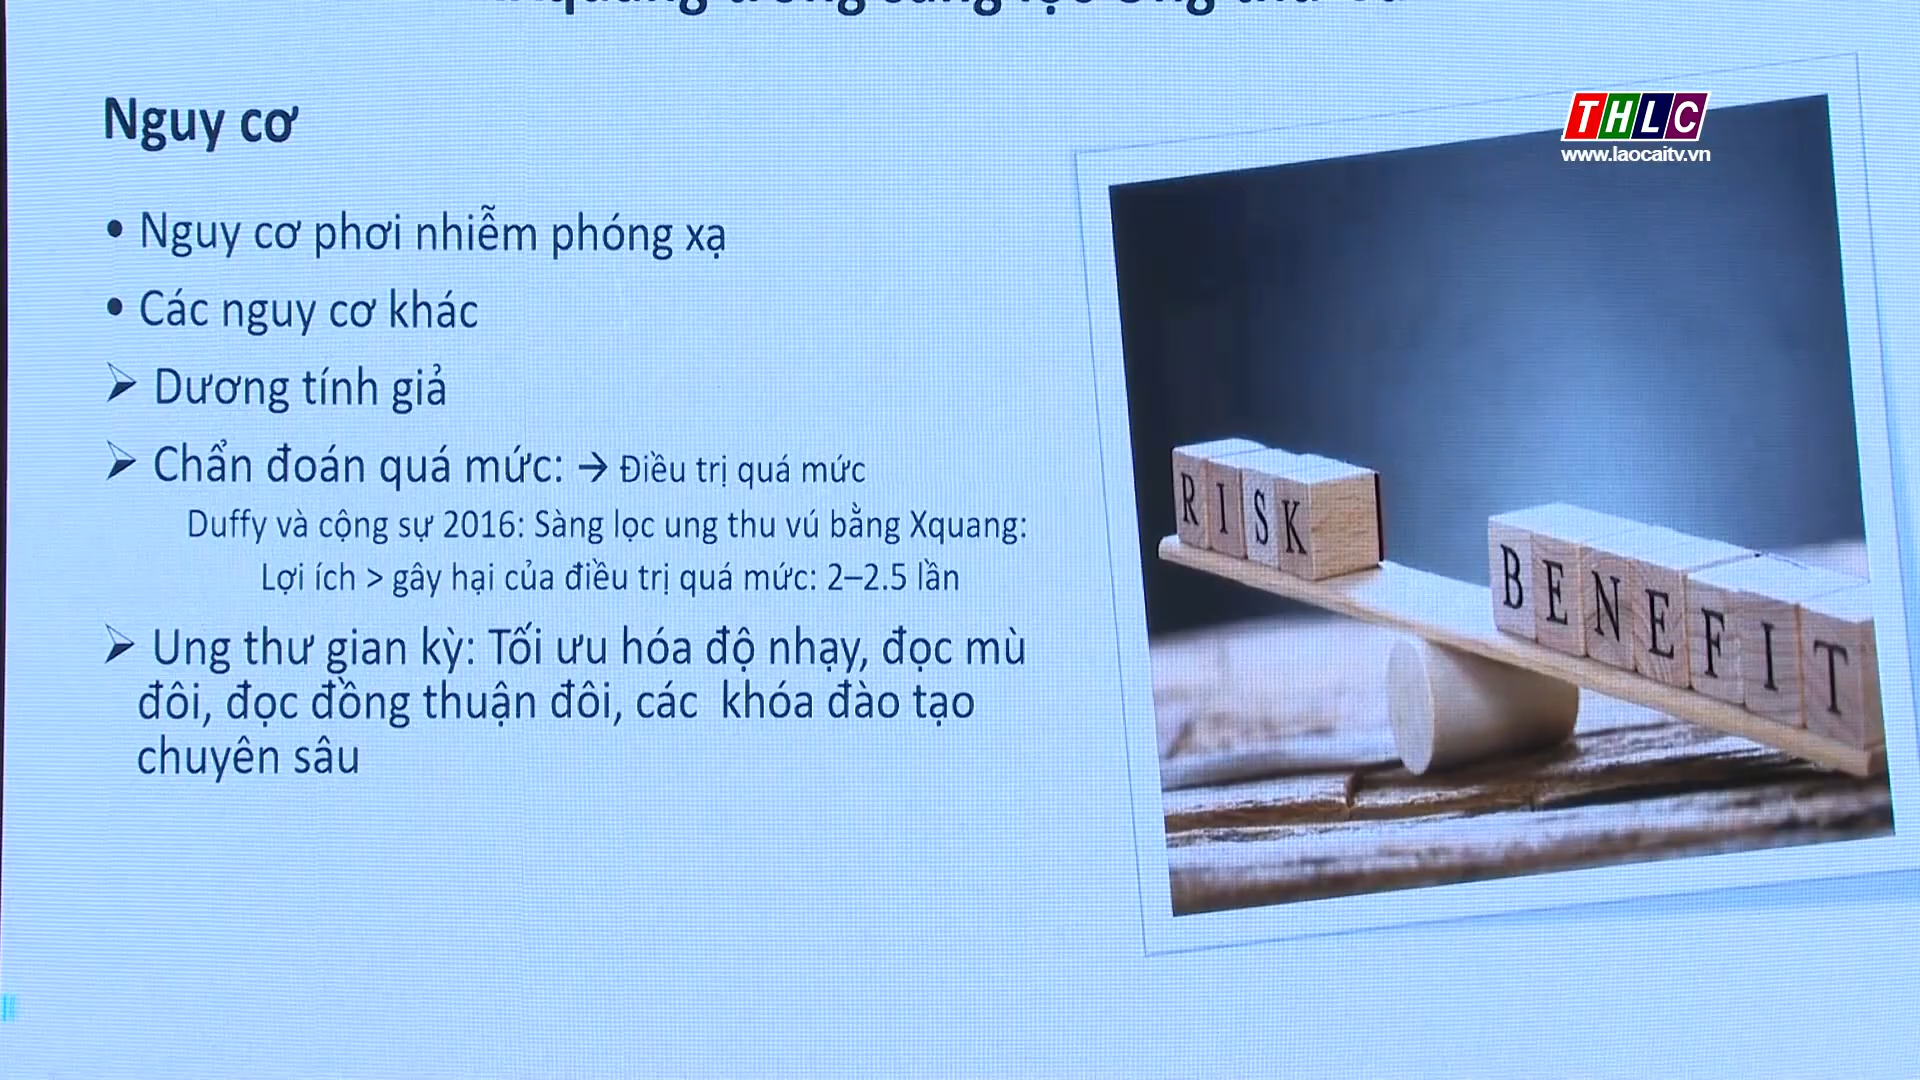 Nguy cơ
THLC
www.laocaitv.vn
• Nguy cơ phơi nhiễm phóng xạ
• Các nguy cơ khác
➢ Dương tính giả
➢ Chẩn đoán quá mức: → Điều trị quá mức
Duffy và cộng sự 2016: Sàng lọc ung thu vú bằng Xquang:
Lợi ích > gây hại của điều trị quá mức: 2–2.5 lần
➢ Ung thư gian kỳ: Tối ưu hóa độ nhạy, đọc mù
đôi, đọc đồng thuận đôi, các khóa đào tạo
chuyên sâu
RISK
BENEFIT